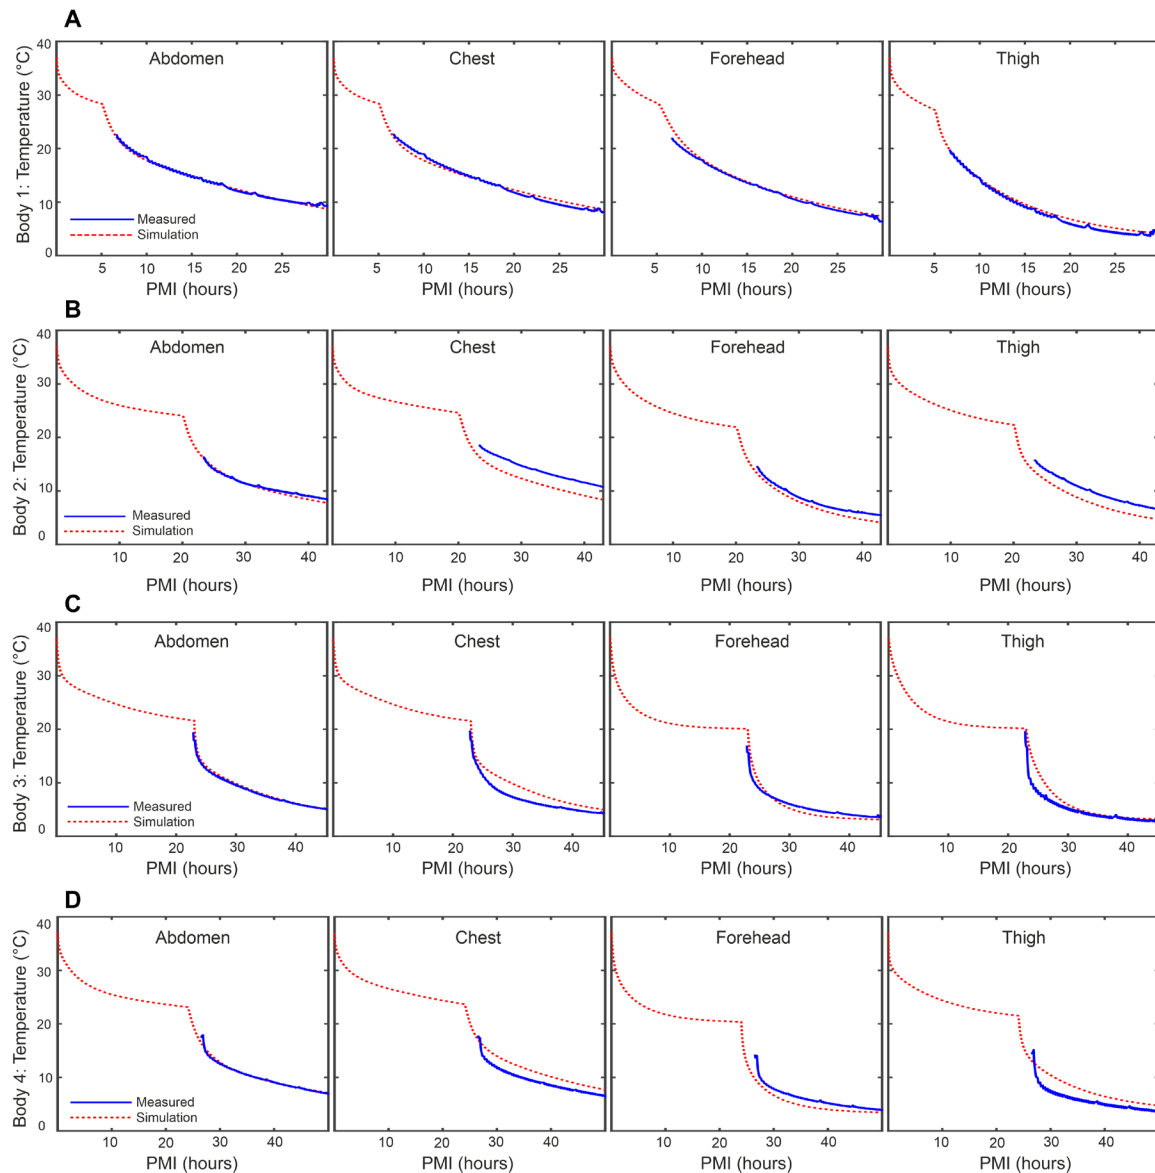 A
Abdomen Chest Forehead Thigh
Body 1: Temperature (°C)
40
30
20
10
0
Measured
Simulation
5 10 15 20 25 5 10 15 20 25 5 10 15 20 25 5 10 15 20 25
PMI (hours) PMI (hours) PMI (hours) PMI (hours)
B
Abdomen Chest Forehead Thigh
Body 2: Temperature (°C)
40
30
20
10
0
Measured
Simulation
10 20 30 40 10 20 30 40 10 20 30 40 10 20 30 40
PMI (hours) PMI (hours) PMI (hours) PMI (hours)
C
Abdomen Chest Forehead Thigh
Body 3: Temperature (°C)
40
30
20
10
0
Measured
Simulation
10 20 30 40 10 20 30 40 10 20 30 40 10 20 30 40
PMI (hours) PMI (hours) PMI (hours) PMI (hours)
D
Abdomen Chest Forehead Thigh
Body 4: Temperature (°C)
40
30
20
10
0
Measured
Simulation
10 20 30 40 10 20 30 40 10 20 30 40 10 20 30 40
PMI (hours) PMI (hours) PMI (hours) PMI (hours)